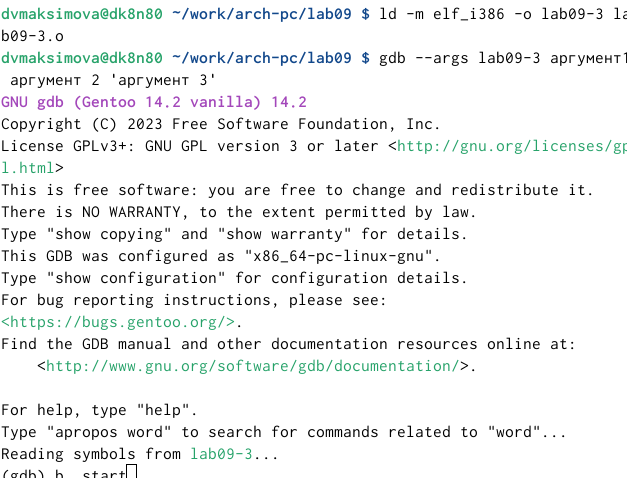 dvmaksimova@dk8n80 ~/work/arch-pc/lab09 $ ld -m elf_i386 -o lab09-3 la
b09-3.o
dvmaksimova@dk8n80 ~/work/arch-pc/lab09 $ gdb --args lab09-3 аргумент1
 аргумент 2 'аргумент 3'
GNU gdb (Gentoo 14.2 vanilla) 14.2
Copyright (C) 2023 Free Software Foundation, Inc.
License GPLv3+: GNU GPL version 3 or later <http://gnu.org/licenses/gp
l.html>
This is free software: you are free to change and redistribute it.
There is NO WARRANTY, to the extent permitted by law.
Type "show copying" and "show warranty" for details.
This GDB was configured as "x86_64-pc-linux-gnu".
Type "show configuration" for configuration details.
For bug reporting instructions, please see:
<https://bugs.gentoo.org/>.
Find the GDB manual and other documentation resources online at:
    <http://www.gnu.org/software/gdb/documentation/>.

For help, type "help".
Type "apropos word" to search for commands related to "word"...
Reading symbols from lab09-3...
(gdb) b _start